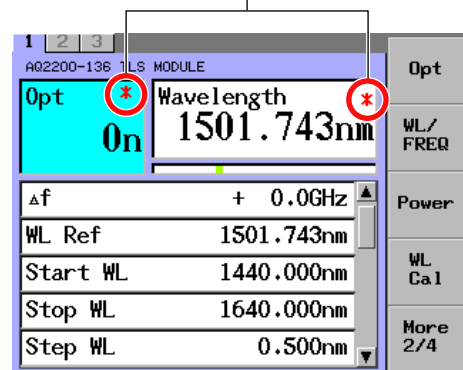 1 2 3
AQ2200-136 TLS MODULE
Opt *
On
Wavelength *
1501.743nm
▵f + 0.0GHz
WL Ref 1501.743nm
Start WL 1440.000nm
Stop WL 1640.000nm
Step WL 0.500nm
Opt
WL/
FREQ
Power
WL
Cal
More
2/4